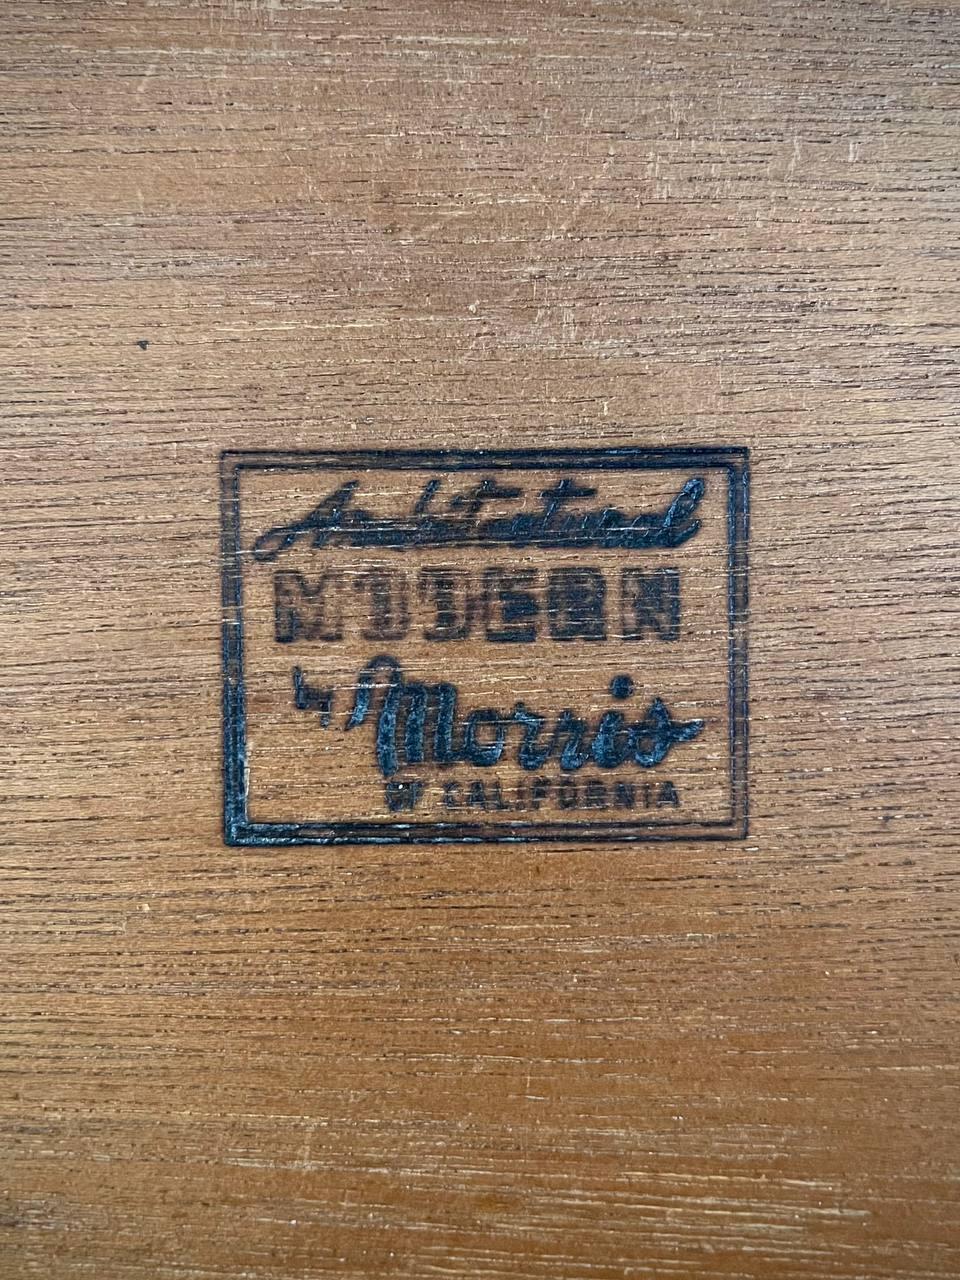 Architectural
MODERN
by Morris
OF CALIFORNIA